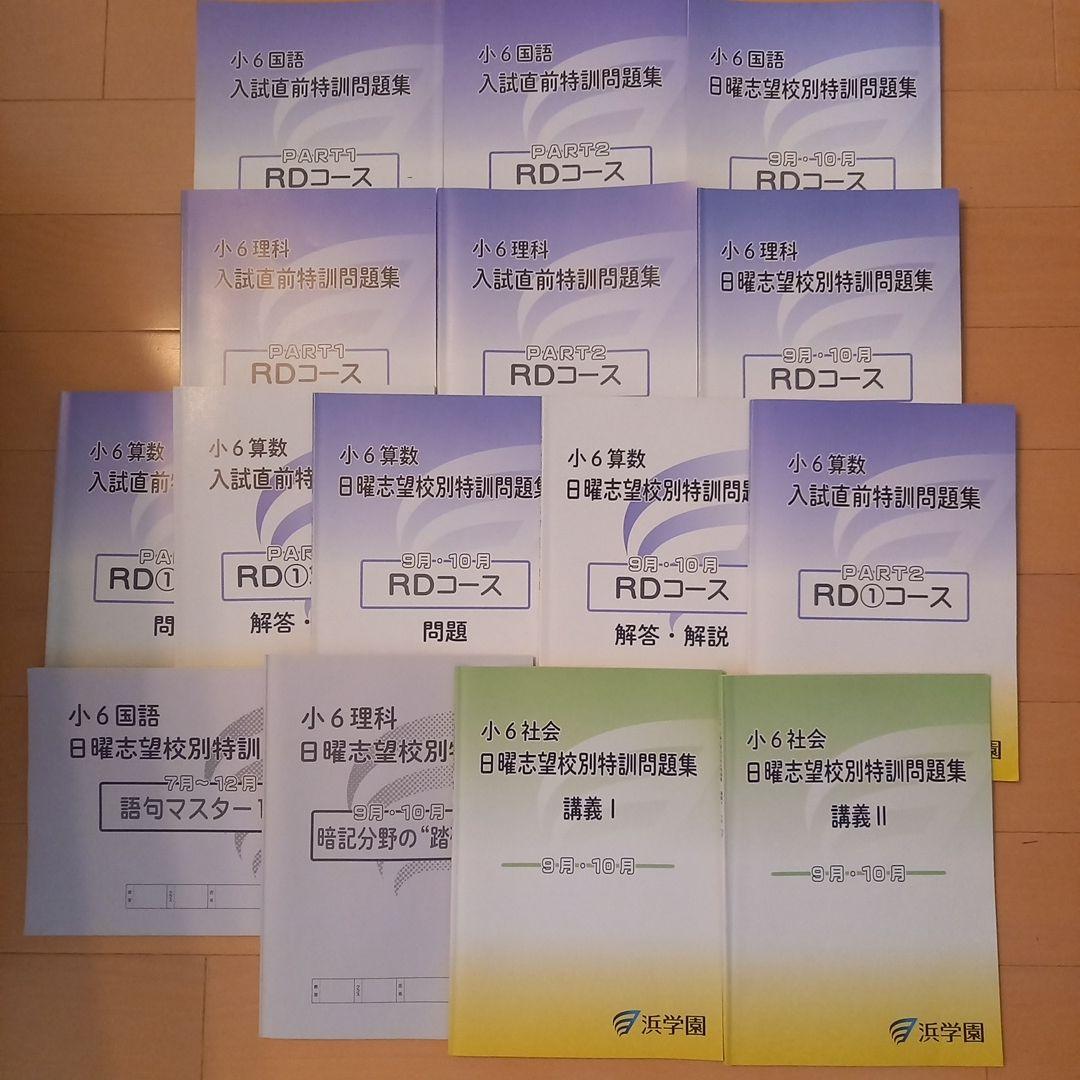 小6国語
入試直前特訓問題集
PART1
RDコース
小6国語
入試直前特訓問題集
PART2
RDコース
小6国語
日曜志望校別特訓問題集
9月・10月
RDコース
小6理科
入試直前特訓問題集
PART1
RDコース
小6理科
入試直前特訓問題集
PART2
RDコース
小6理科
日曜志望校別特訓問題集
9月・10月
RDコース
小6算数
入試直前
PA
RD①
問
小6算数
入試直前特
PAR
RD①
解答・
小6算数
日曜志望校別特訓問題集
9月・10月
RDコース
問題
小6算数
日曜志望校別特訓問題
9月・10月
RDコース
解答・解説
小6算数
入試直前特訓問題集
PART2
RD①コース
園
小6国語
日曜志望校別特訓
7月～12月
語句マスター1
小6理科
日曜志望校別特
9月・10月
暗記分野の“踏
小6社会
日曜志望校別特訓問題集
講義Ⅰ
9月・10月
浜学園
小6社会
日曜志望校別特訓問題集
講義Ⅱ
9月・10月
浜学園